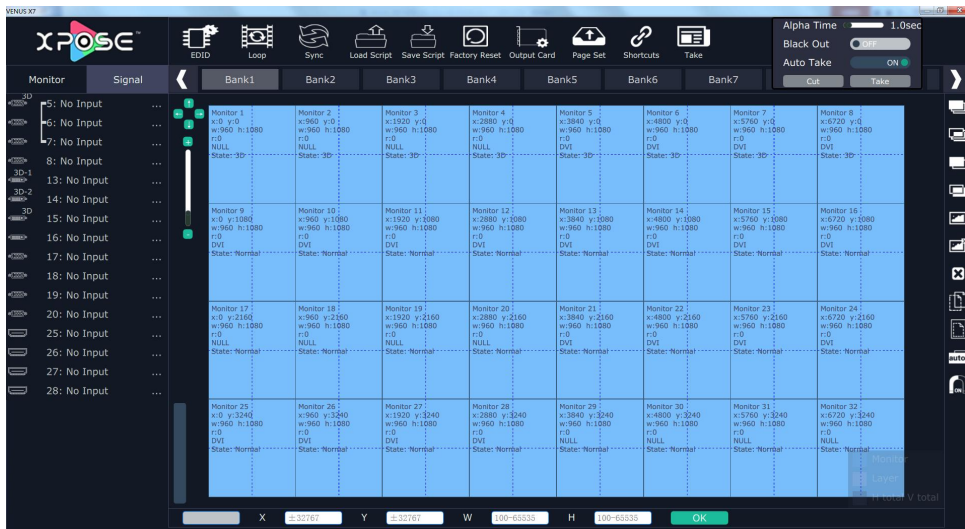 VENUS X7
XPOSE™
EDID
Loop
Sync
Load Script
Save Script
Factory Reset
Output Card
Page Set
Shortcuts
Take
Alpha Time 1.0sec
Black Out OFF
Auto Take ON
Cut Take
Monitor Signal
Bank1 Bank2 Bank3 Bank4 Bank5 Bank6 Bank7
3D
5: No Input ...
6: No Input ...
7: No Input ...
8: No Input ...
3D-1
13: No Input ...
3D-2
14: No Input ...
3D
15: No Input ...
16: No Input ...
17: No Input ...
18: No Input ...
19: No Input ...
20: No Input ...
25: No Input ...
26: No Input ...
27: No Input ...
28: No Input ...
Monitor 1
x:0 y:0
w:960 h:1080
r:0
NULL
State: 3D
Monitor 2
x:960 y:0
w:960 h:1080
r:0
NULL
State: 3D
Monitor 3
x:1920 y:0
w:960 h:1080
r:0
NULL
State: 3D
Monitor 4
x:2880 y:0
w:960 h:1080
r:0
NULL
State: 3D
Monitor 5
x:3840 y:0
w:960 h:1080
r:0
DVI
State: 3D
Monitor 6
x:4800 y:0
w:960 h:1080
r:0
DVI
State: 3D
Monitor 7
x:5760 y:0
w:960 h:1080
r:0
DVI
State: 3D
Monitor 8
x:6720 y:0
w:960 h:1080
r:0
DVI
State: 3D
Monitor 9
x:0 y:1080
w:960 h:1080
r:0
DVI
State: Normal
Monitor 10
x:960 y:1080
w:960 h:1080
r:0
DVI
State: Normal
Monitor 11
x:1920 y:1080
w:960 h:1080
r:0
DVI
State: Normal
Monitor 12
x:2880 y:1080
w:960 h:1080
r:0
DVI
State: Normal
Monitor 13
x:3840 y:1080
w:960 h:1080
r:0
DVI
State: Normal
Monitor 14
x:4800 y:1080
w:960 h:1080
r:0
DVI
State: Normal
Monitor 15
x:5760 y:1080
w:960 h:1080
r:0
DVI
State: Normal
Monitor 16
x:6720 y:1080
w:960 h:1080
r:0
DVI
State: Normal
Monitor 17
x:0 y:2160
w:960 h:1080
r:0
NULL
State: Normal
Monitor 18
x:960 y:2160
w:960 h:1080
r:0
NULL
State: Normal
Monitor 19
x:1920 y:2160
w:960 h:1080
r:0
NULL
State: Normal
Monitor 20
x:2880 y:2160
w:960 h:1080
r:0
NULL
State: Normal
Monitor 21
x:3840 y:2160
w:960 h:1080
r:0
DVI
State: Normal
Monitor 22
x:4800 y:2160
w:960 h:1080
r:0
DVI
State: Normal
Monitor 23
x:5760 y:2160
w:960 h:1080
r:0
DVI
State: Normal
Monitor 24
x:6720 y:2160
w:960 h:1080
r:0
DVI
State: Normal
Monitor 25
x:0 y:3240
w:960 h:1080
r:0
DVI
State: Normal
Monitor 26
x:960 y:3240
w:960 h:1080
r:0
DVI
State: Normal
Monitor 27
x:1920 y:3240
w:960 h:1080
r:0
DVI
State: Normal
Monitor 28
x:2880 y:3240
w:960 h:1080
r:0
DVI
State: Normal
Monitor 29
x:3840 y:3240
w:960 h:1080
r:0
NULL
State: Normal
Monitor 30
x:4800 y:3240
w:960 h:1080
r:0
NULL
State: Normal
Monitor 31
x:5760 y:3240
w:960 h:1080
r:0
NULL
State: Normal
Monitor 32
x:6720 y:3240
w:960 h:1080
r:0
NULL
State: Normal
auto
ON
Monitor
Layer
H total V total
X ±32767 Y ±32767 W 100-65535 H 100-65535 OK